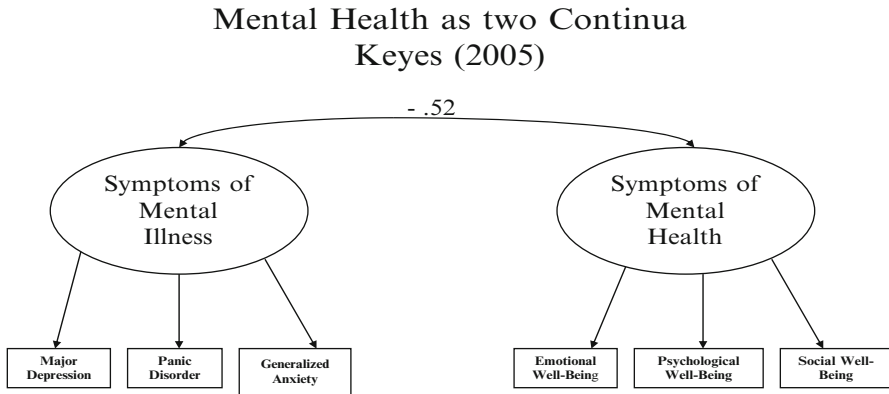 Mental Health as two Continua
Keyes (2005)
- .52
Symptoms of
Mental
Illness
Symptoms of
Mental
Health
Major
Depression
Panic
Disorder
Generalized
Anxiety
Emotional
Well-Being
Psychological
Well-Being
Social Well-
Being